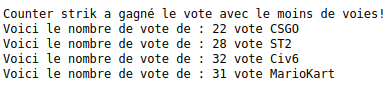 Counter strik a gagné le vote avec le moins de voies!
Voici le nombre de vote de : 22 vote CSGO
Voici le nombre de vote de : 28 vote ST2
Voici le nombre de vote de : 32 vote Civ6
Voici le nombre de vote de : 31 vote MarioKart